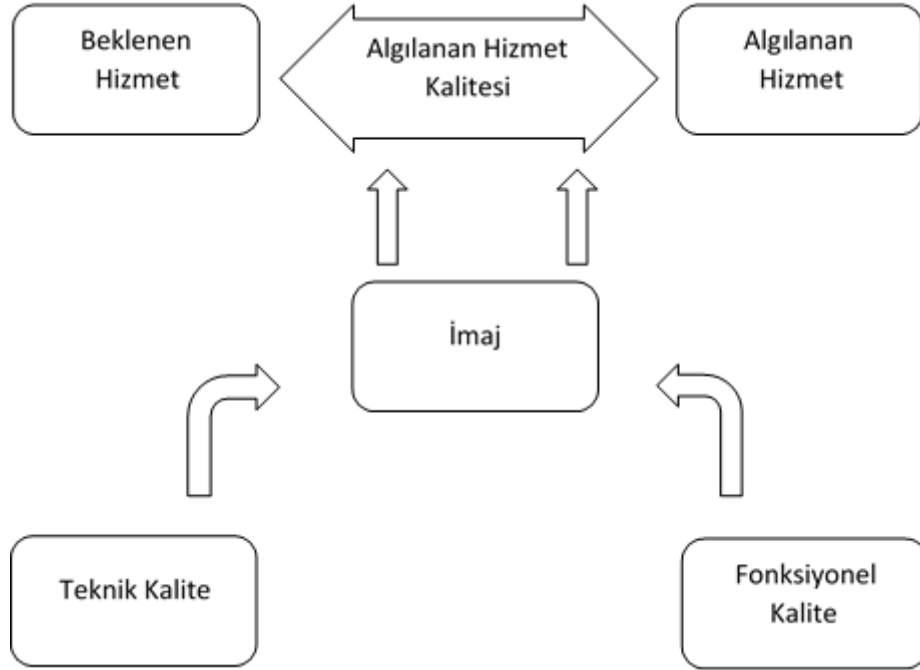 Beklenen
Hizmet
Algılanan Hizmet
Kalitesi
Algılanan
Hizmet
İmaj
Teknik Kalite
Fonksiyonel
Kalite